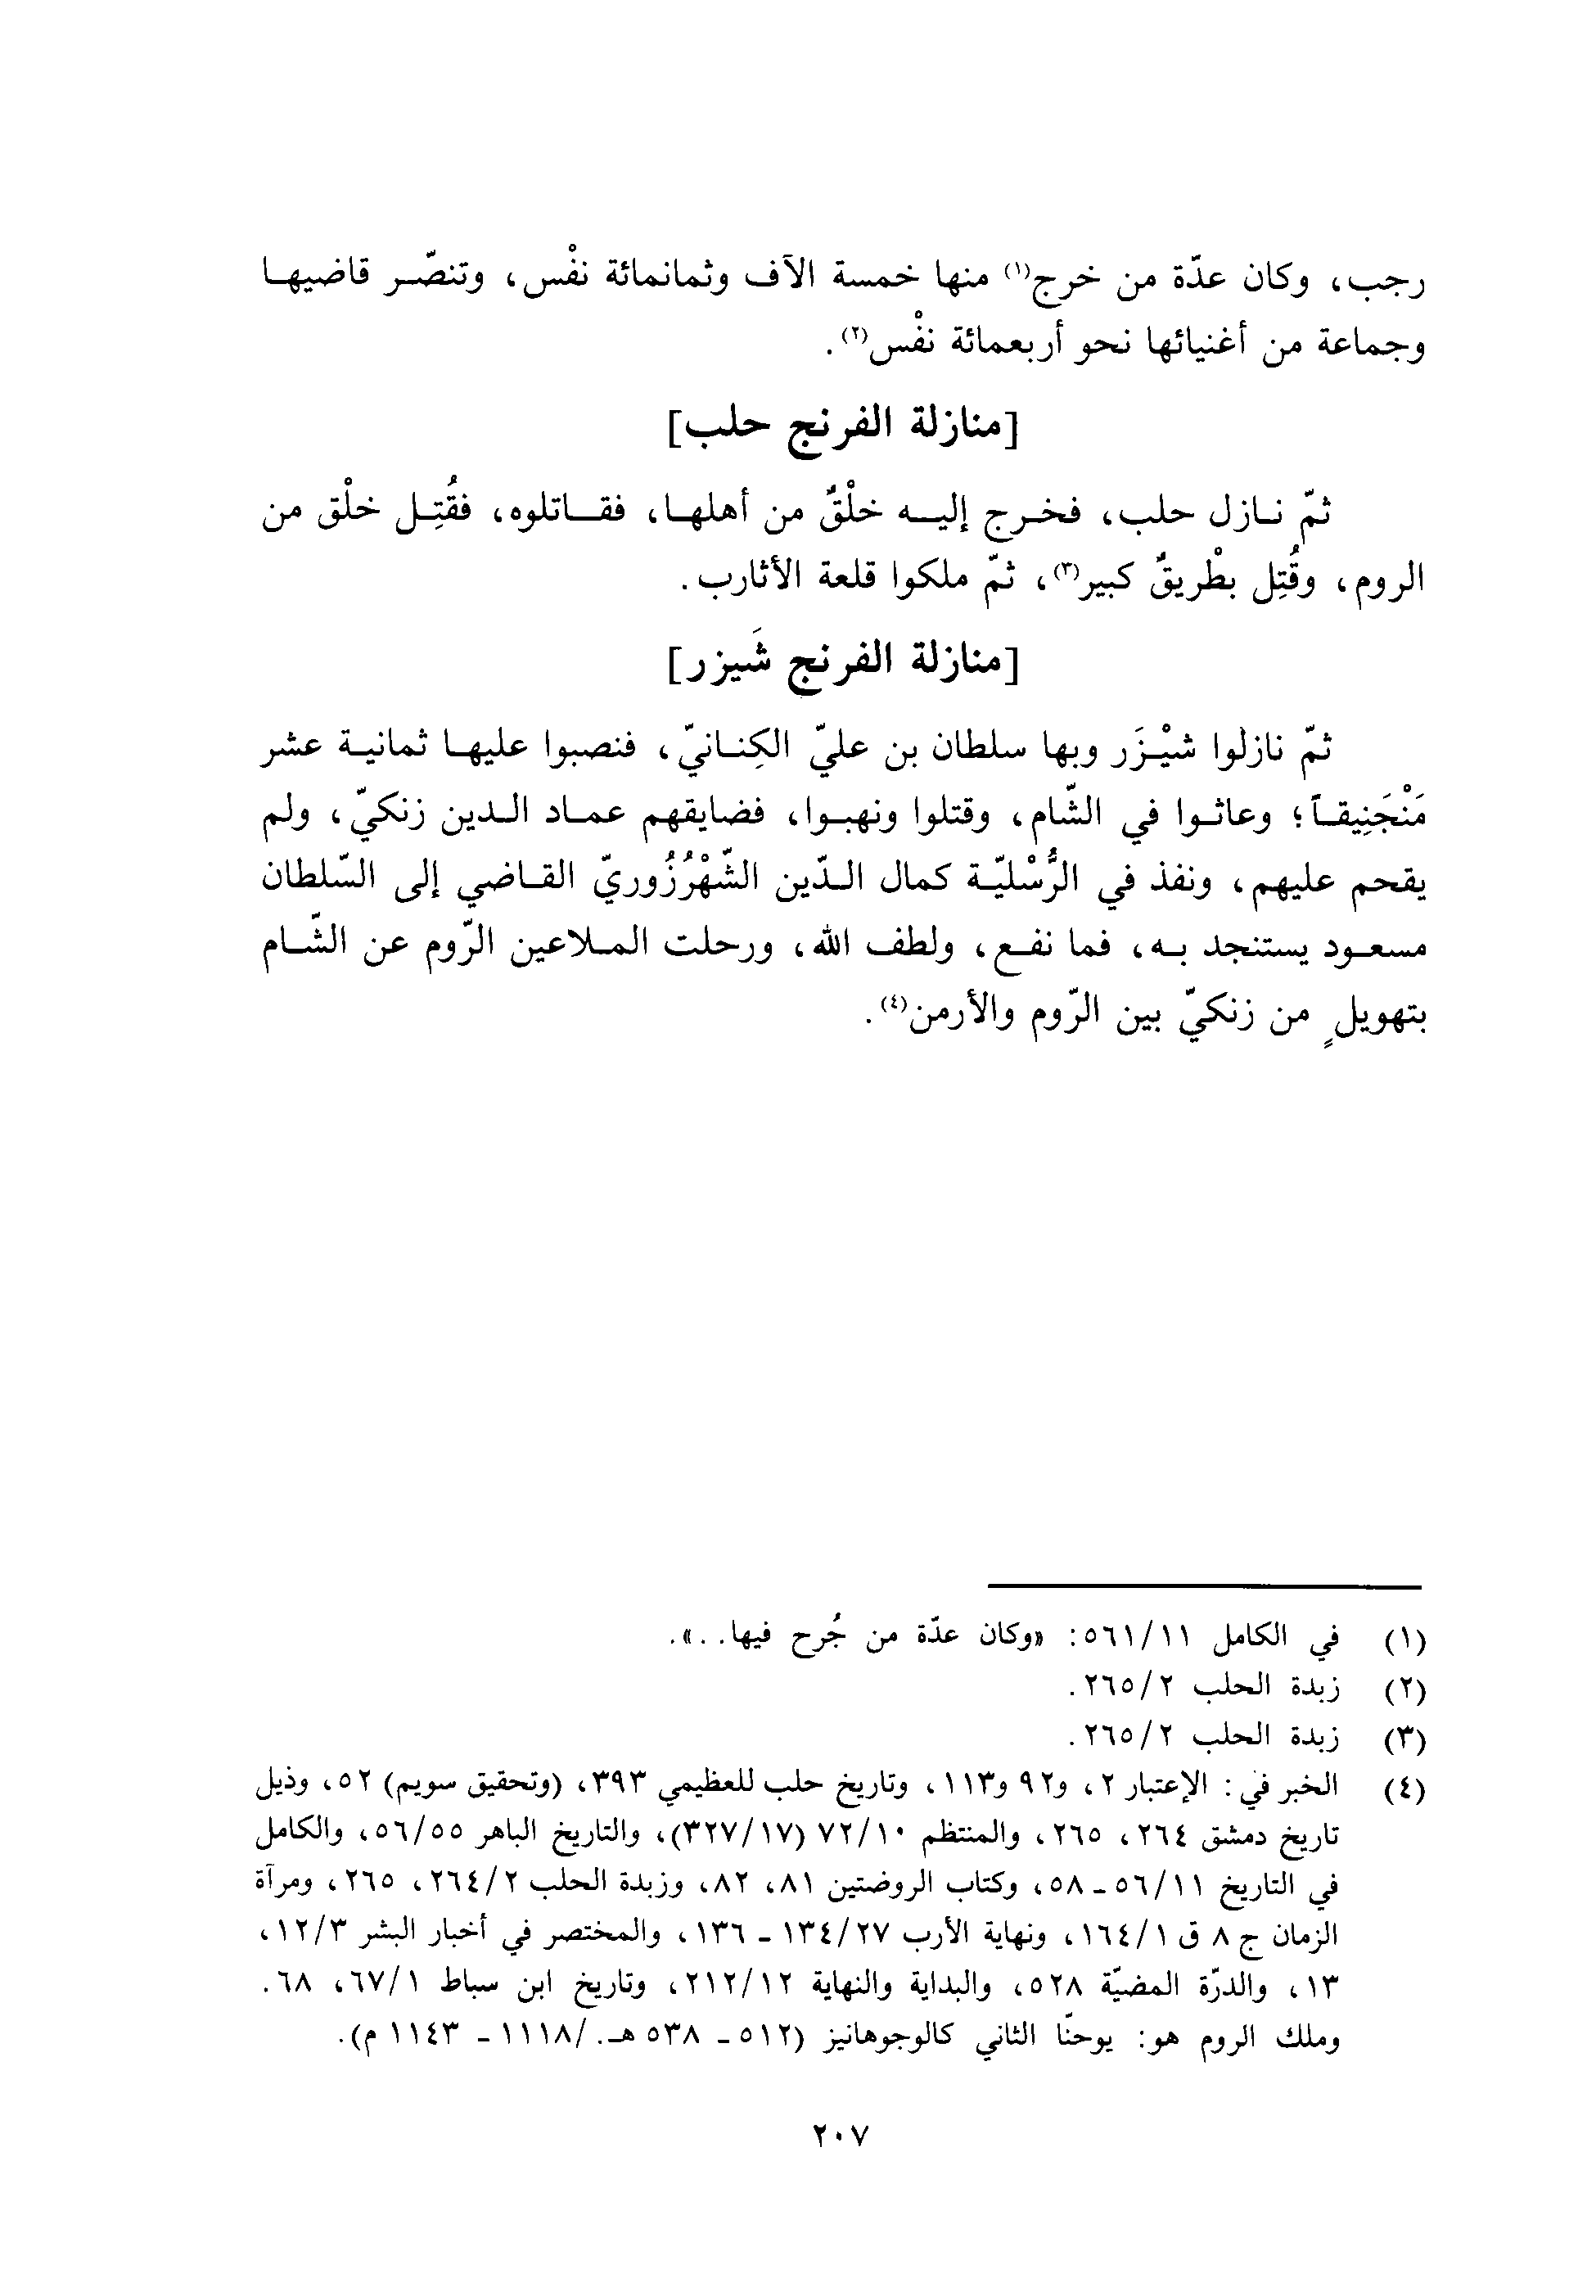 رجب، وكان عدّة من خرج(١) منها خمسة الآف وثمانمائة نفْس، وتنصّر قاضيها
وجماعة من أغنيائها نحو أربعمائة نفْس(٢).
[منازلة الفرنج حلب]
ثمّ نازل حلب، فخرج إليه خلْقٌ من أهلها، فقاتلوه، فقُتِل خلْق من
الروم، وقُتِل بطْريقٌ كبير(٣)، ثمّ ملكوا قلعة الأثارب.
[منازلة الفرنج شَيزر]
ثمّ نازلوا شيْزَر وبها سلطان بن عليّ الكِنانيّ، فنصبوا عليها ثمانية عشر
مَنْجَنِيقاً؛ وعاثوا في الشّام، وقتلوا ونهبوا، فضايقهم عماد الدين زنكيّ، ولم
يقحم عليهم، ونفذ في الرُّسْليّة كمال الدّين الشّهْرُزُوريّ القاضي إلى السّلطان
مسعود يستنجد به، فما نفع، ولطف الله، ورحلت الملاعين الرّوم عن الشّام
بتهويلٍ من زنكيّ بين الرّوم والأرمن(٤).
(١) في الكامل ٥٦١/١١: «وكان عدّة من جُرح فيها..».
(٢) زبدة الحلب ٢٦٥/٢.
(٣) زبدة الحلب ٢٦٥/٢.
(٤) الخبر في: الإعتبار ٢، و٩٢ و١١٣، وتاريخ حلب للعظيمي ٣٩٣، (وتحقيق سويم) ٥٢، وذيل
تاريخ دمشق ٢٦٤، ٢٦٥، والمنتظم ٧٢/١٠ (٣٢٧/١٧)، والتاريخ الباهر ٥٦/٥٥، والكامل
في التاريخ ٥٦/١١ ـ ٥٨، وكتاب الروضتين ٨١، ٨٢، وزبدة الحلب ٢٦٤/٢، ٢٦٥، ومرآة
الزمان ج ٨ ق ١٦٤/١، ونهاية الأرب ١٣٤/٢٧ ـ ١٣٦، والمختصر في أخبار البشر ١٢/٣،
١٣، والدرّة المضيّة ٥٢٨، والبداية والنهاية ٢١٢/١٢، وتاريخ ابن سباط ٦٧/١، ٦٨.
وملك الروم هو: يوحنّا الثاني كالوجوهانيز (٥١٢ ـ ٥٣٨ هـ./١١١٨ ـ ١١٤٣ م).
٢٠٧